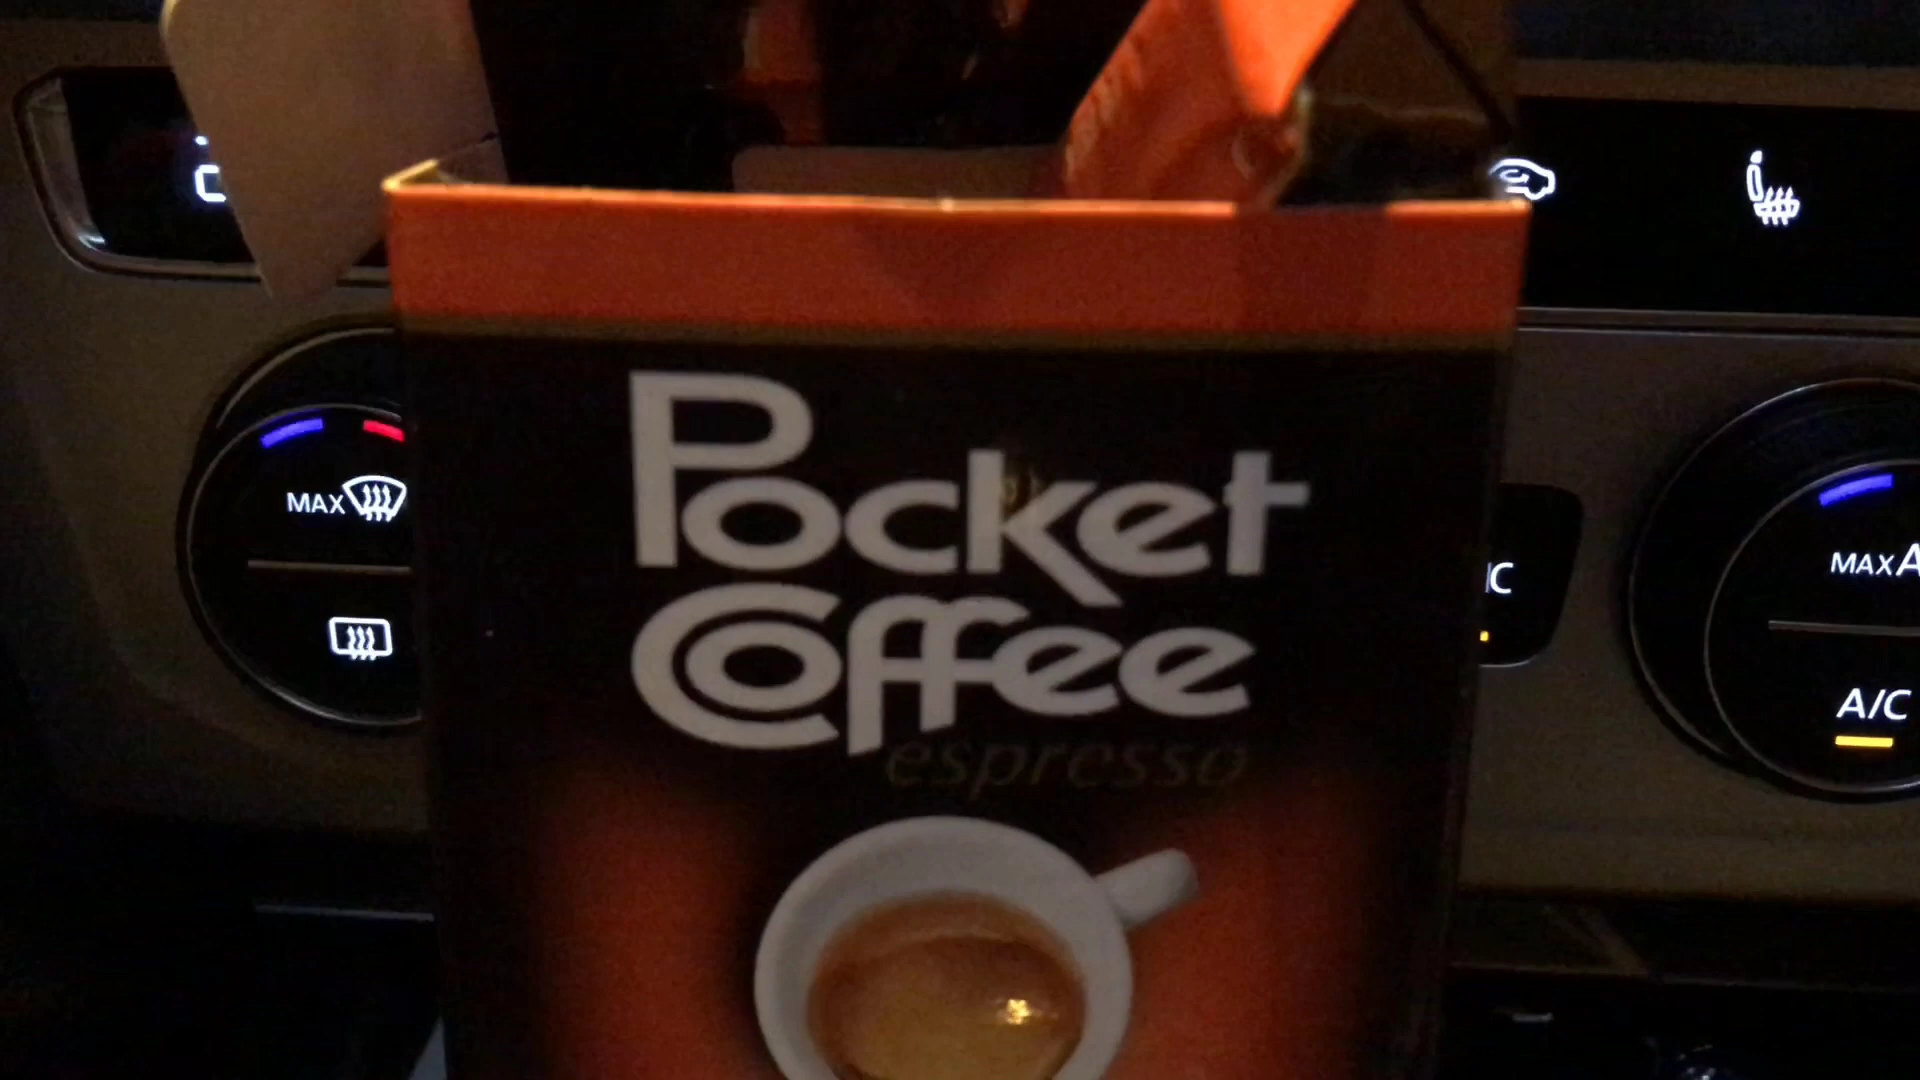 Pocket
Coffee
espresso
MAX
MAX A
A/C